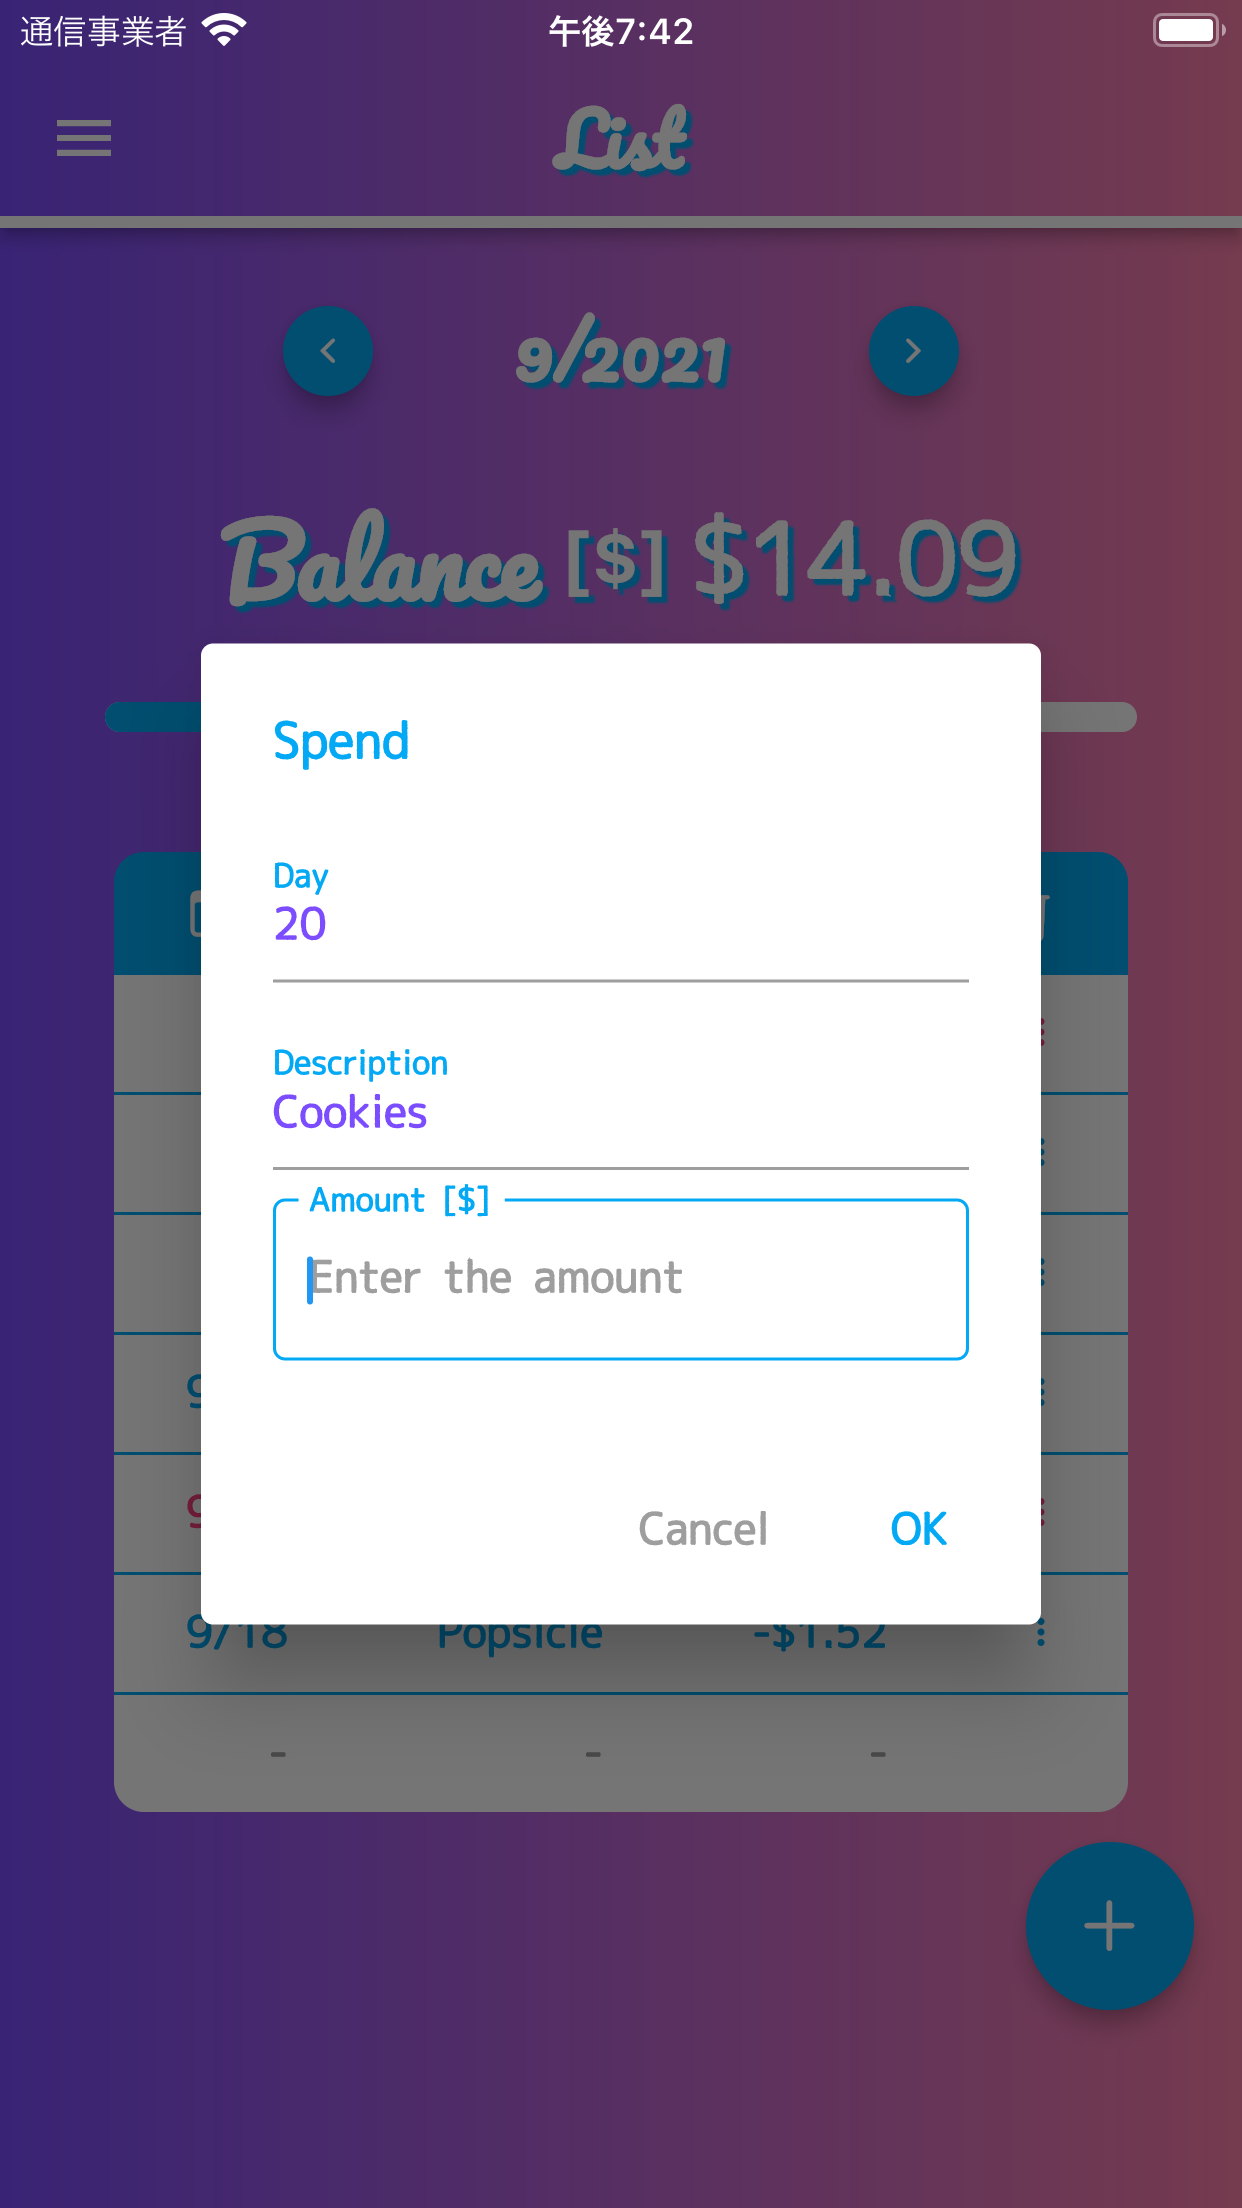 通信事業者 午後7:42
List
9/2021
Balance [$] $14.09
Spend
Day
20
Description
Cookies
Amount [$]
Enter the amount
Cancel OK
9/18 Popsicle -$1.52
- - -